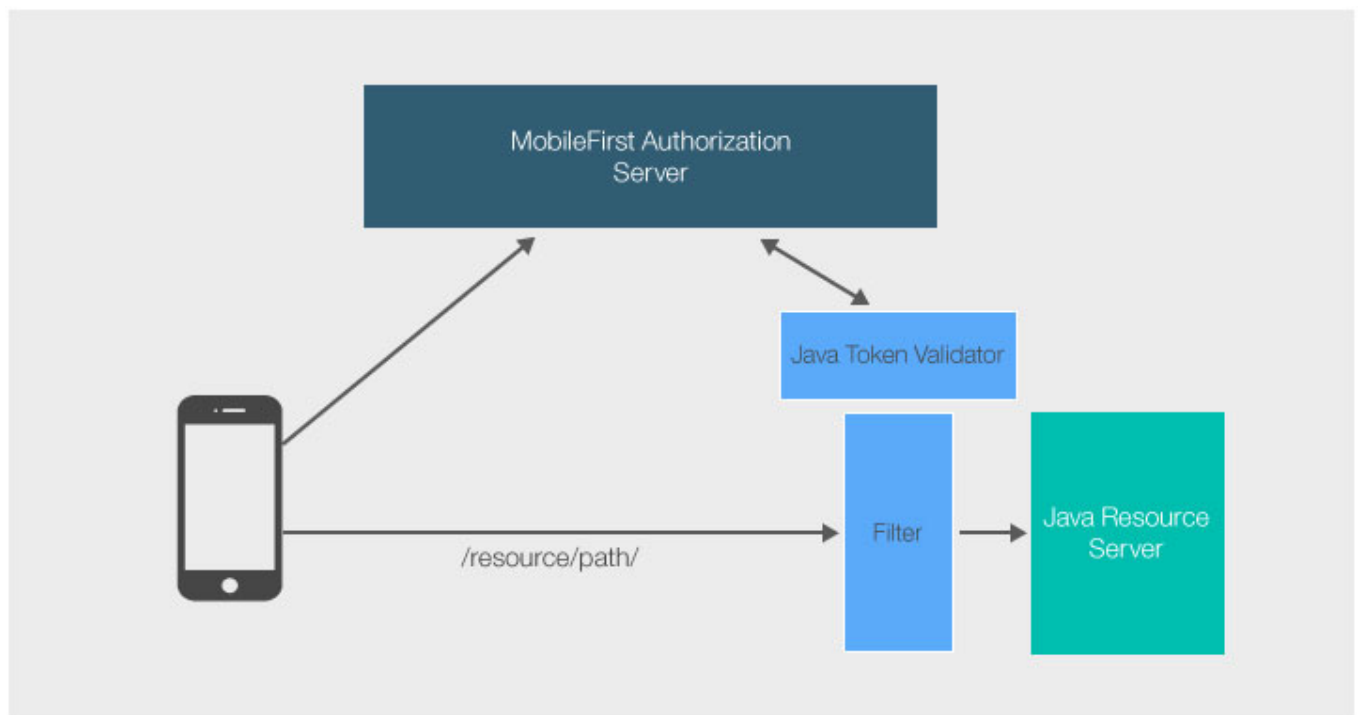 MobileFirst Authorization
Server
Java Token Validator
Filter
Java Resource
Server
/resource/path/